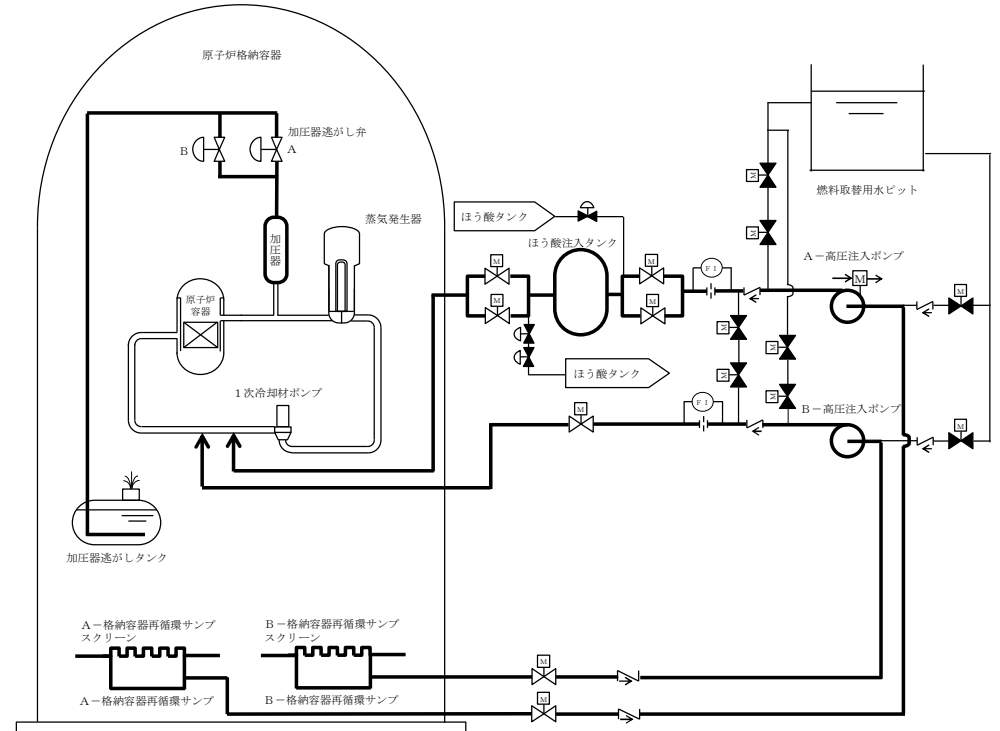 原子炉格納容器
加圧器逃がし弁
B
A
蒸気発生器
加圧器
原子炉
容器
1次冷却材ポンプ
加圧器逃がしタンク
ほう酸タンク
ほう酸注入タンク
ほう酸タンク
M
M
M
M
M
FI
FI
M
M
M
M
M
M
燃料取替用水ピット
A－高圧注入ポンプ
M
M
B－高圧注入ポンプ
M
A－格納容器再循環サンプ
スクリーン
A－格納容器再循環サンプ
B－格納容器再循環サンプ
スクリーン
B－格納容器再循環サンプ
M
M